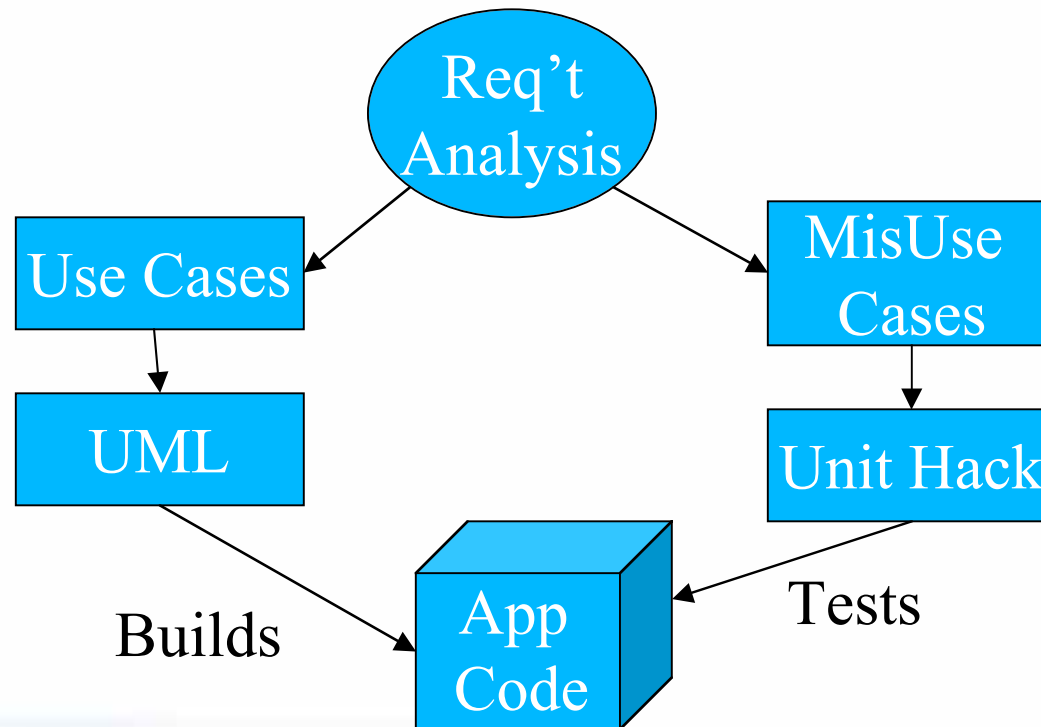 Req’t
Analysis
Use Cases
MisUse
Cases
UML
Unit Hack
Builds
App
Code
Tests